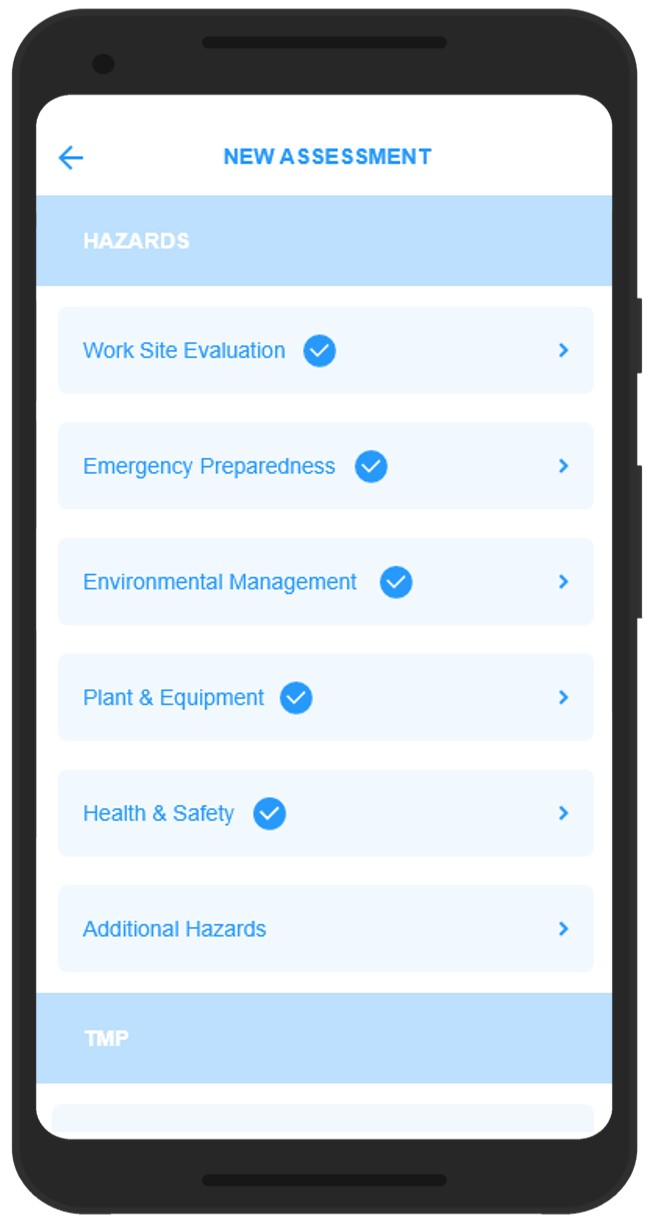 NEW ASSESSMENT
HAZARDS
Work Site Evaluation
Emergency Preparedness
Environmental Management
Plant & Equipment
Health & Safety
Additional Hazards
TMP